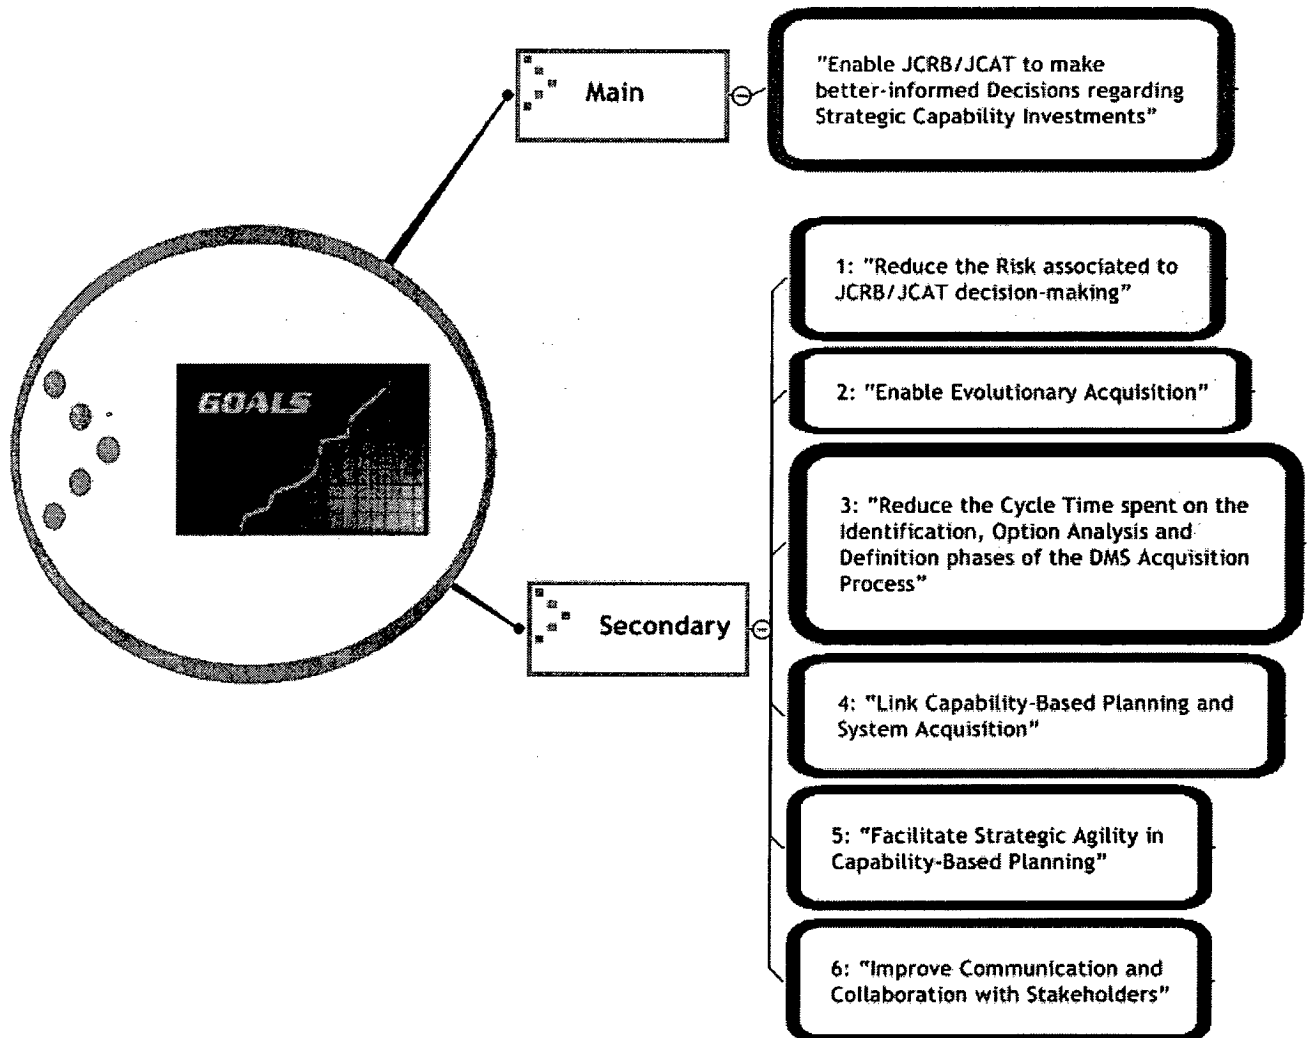 Main
"Enable JCRB/JCAT to make
better-informed Decisions regarding
Strategic Capability Investments"
GOALS
1: "Reduce the Risk associated to
JCRB/JCAT decision-making"
2: "Enable Evolutionary Acquisition"
3: "Reduce the Cycle Time spent on the
Identification, Option Analysis and
Definition phases of the DMS Acquisition
Process"
Secondary
4: "Link Capability-Based Planning and
System Acquisition"
5: "Facilitate Strategic Agility in
Capability-Based Planning"
6: "Improve Communication and
Collaboration with Stakeholders"